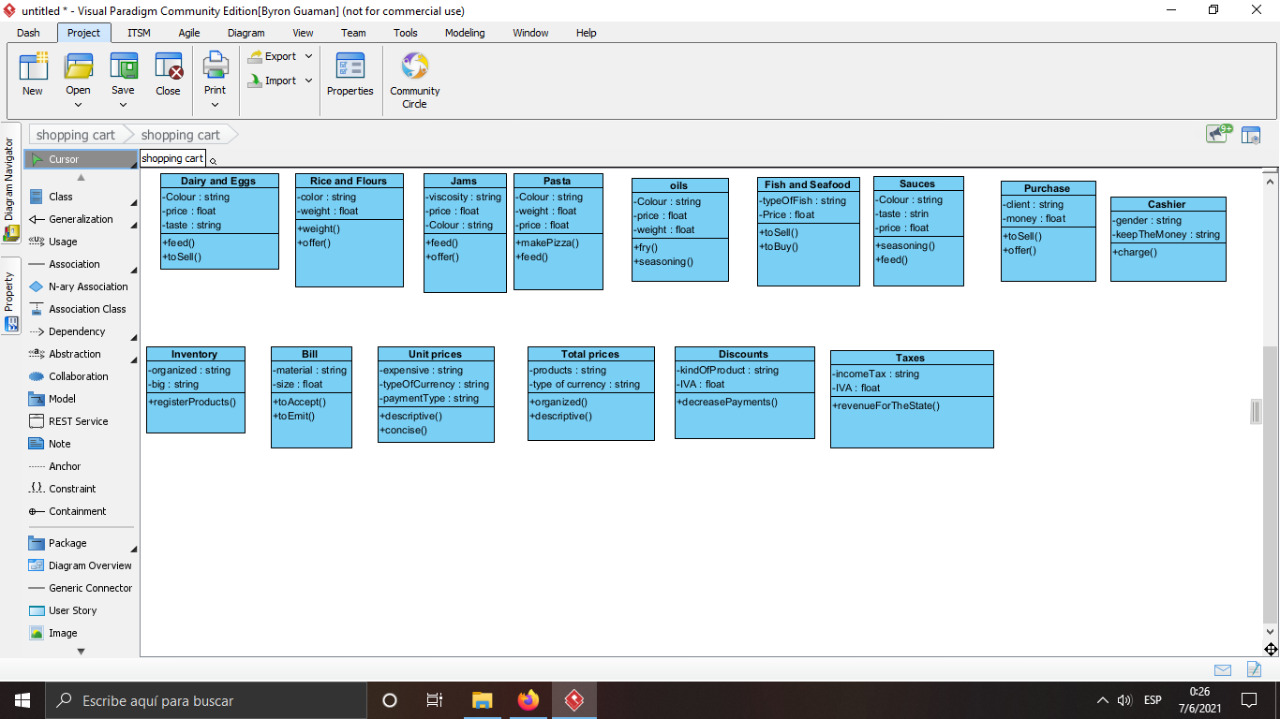 untitled * - Visual Paradigm Community Edition[Byron Guaman] (not for commercial use)
Dash Project ITSM Agile Diagram View Team Tools Modeling Window Help
New Open Save Close Print Export Import Properties Community Circle
shopping cart shopping cart
9+
Diagram Navigator
Property
shopping cart
Cursor
Class
Generalization
Usage
Association
N-ary Association
Association Class
Dependency
Abstraction
Collaboration
Model
REST Service
Note
Anchor
Constraint
Containment
Package
Diagram Overview
Generic Connector
User Story
Image
Dairy and Eggs
-Colour : string
-price : float
-taste : string
+feed()
+toSell()
Rice and Flours
-color : string
-weight : float
+weight()
+offer()
Jams
-viscosity : string
-price : float
-Colour : string
+feed()
+offer()
Pasta
-Colour : string
-weight : float
-price : float
+makePizza()
+feed()
oils
-Colour : string
-price : float
-weight : float
+fry()
+seasoning()
Fish and Seafood
-typeOfFish : string
-Price : float
+toSell()
+toBuy()
Sauces
-Colour : string
-taste : strin
-price : float
+seasoning()
+feed()
Purchase
-client : string
-money : float
+toSell()
+offer()
Cashier
-gender : string
-keepTheMoney : string
+charge()
Inventory
-organized : string
-big : string
+registerProducts()
Bill
-material : string
-size : float
+toAccept()
+toEmit()
Unit prices
-expensive : string
-typeOfCurrency : string
-paymentType : string
+descriptive()
+concise()
Total prices
-products : string
-type of currency : string
+organized()
+descriptive()
Discounts
-kindOfProduct : string
-IVA : float
+decreasePayments()
Taxes
-incomeTax : string
-IVA : float
+revenueForTheState()
Escribe aquí para buscar
ESP
0:26
7/6/2021